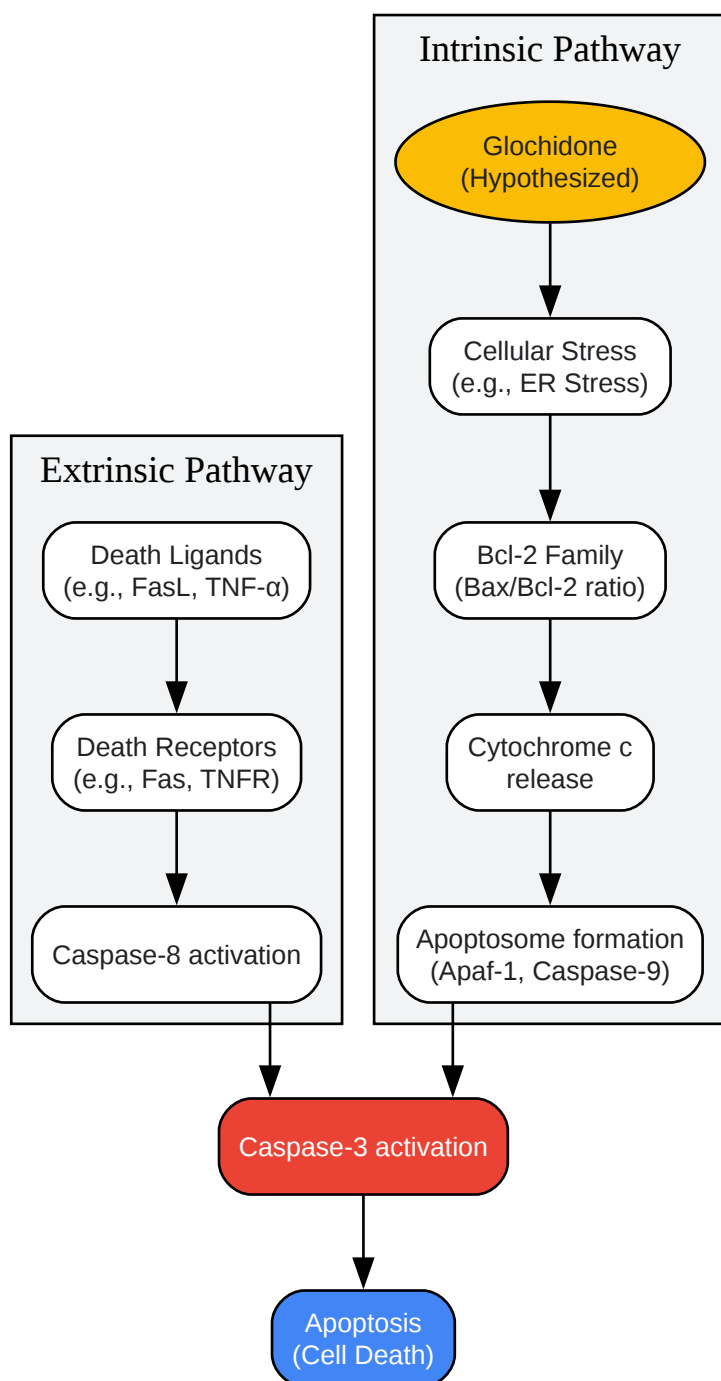 Intrinsic Pathway
Glochidone
(Hypothesized)
Cellular Stress
(e.g., ER Stress)
Bcl-2 Family
(Bax/Bcl-2 ratio)
Cytochrome c
release
Apoptosome formation
(Apaf-1, Caspase-9)
Extrinsic Pathway
Death Ligands
(e.g., FasL, TNF-α)
Death Receptors
(e.g., Fas, TNFR)
Caspase-8 activation
Caspase-3 activation
Apoptosis
(Cell Death)